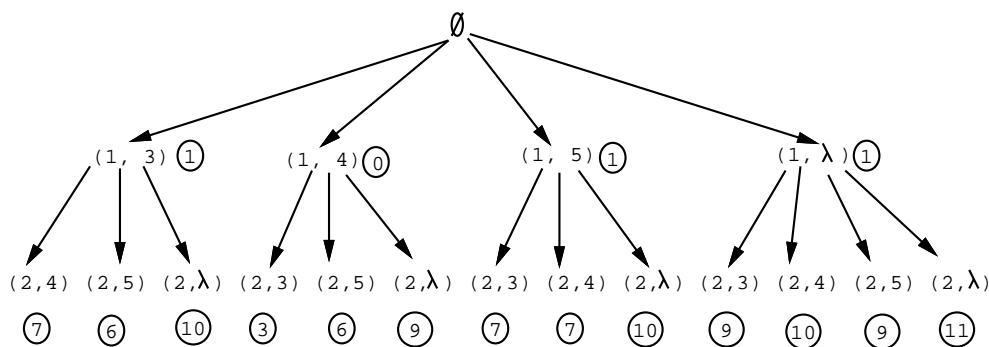 Ø
(1, 3) 1 (1, 4) 0 (1, 5) 1 (1, λ) 1
(2,4) (2,5) (2,λ) (2,3) (2,5) (2,λ) (2,3) (2,4) (2,λ) (2,3) (2,4) (2,5) (2,λ)
7 6 10 3 6 9 7 7 10 9 10 9 11